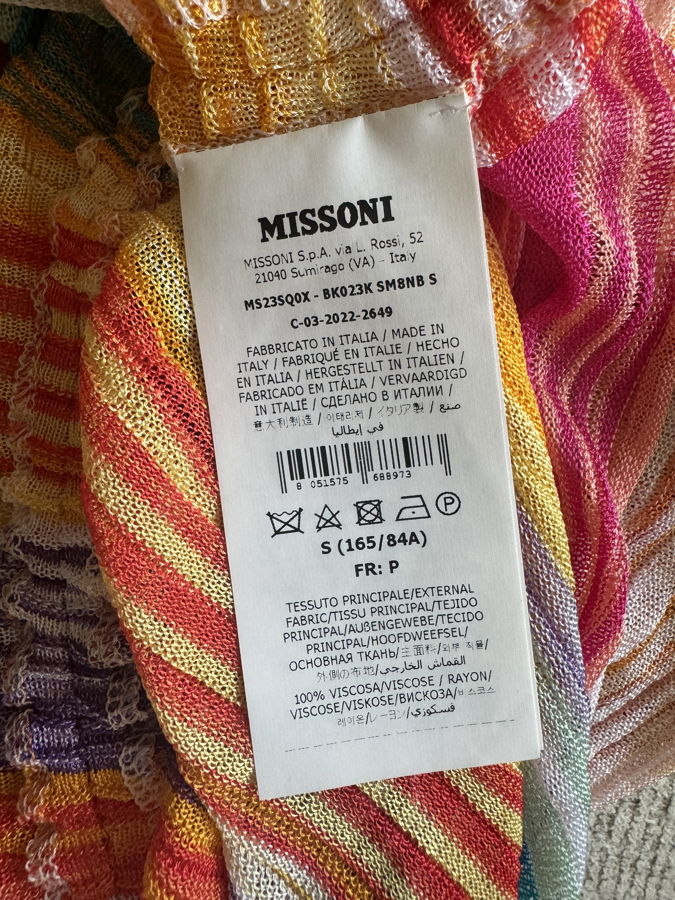 MISSONI
MISSONI S.p.A. via L. Rossi, 52
21040 Sumirago (VA) - Italy
MS23SQ0X - BK023K SM8NB S
C-03-2022-2649
FABBRICATO IN ITALIA / MADE IN
ITALY / FABRIQUÉ EN ITALIE / HECHO
EN ITALIA / HERGESTELLT IN ITALIEN /
FABRICADO EM ITÁLIA / VERVAARDIGD
IN ITALIË / СДЕЛАНО В ИТАЛИИ /
意大利制造 / 이태리제 / イタリア製 / صنع
في إيطاليا
8 051575 688973
P
S (165/84A)
FR: P
TESSUTO PRINCIPALE/EXTERNAL
FABRIC/TISSU PRINCIPAL/TEJIDO
PRINCIPAL/AUßENGEWEBE/TECIDO
PRINCIPAL/HOOFDWEEFSEL/
ОСНОВНАЯ ТКАНЬ/主面料/외부 직물/
外側の布地/القماش الخارجي/
100% VISCOSA/VISCOSE / RAYON/
VISCOSE/VISKOSE/ВИСКОЗА/비스코스
레이온/レーヨン/فسكوزي